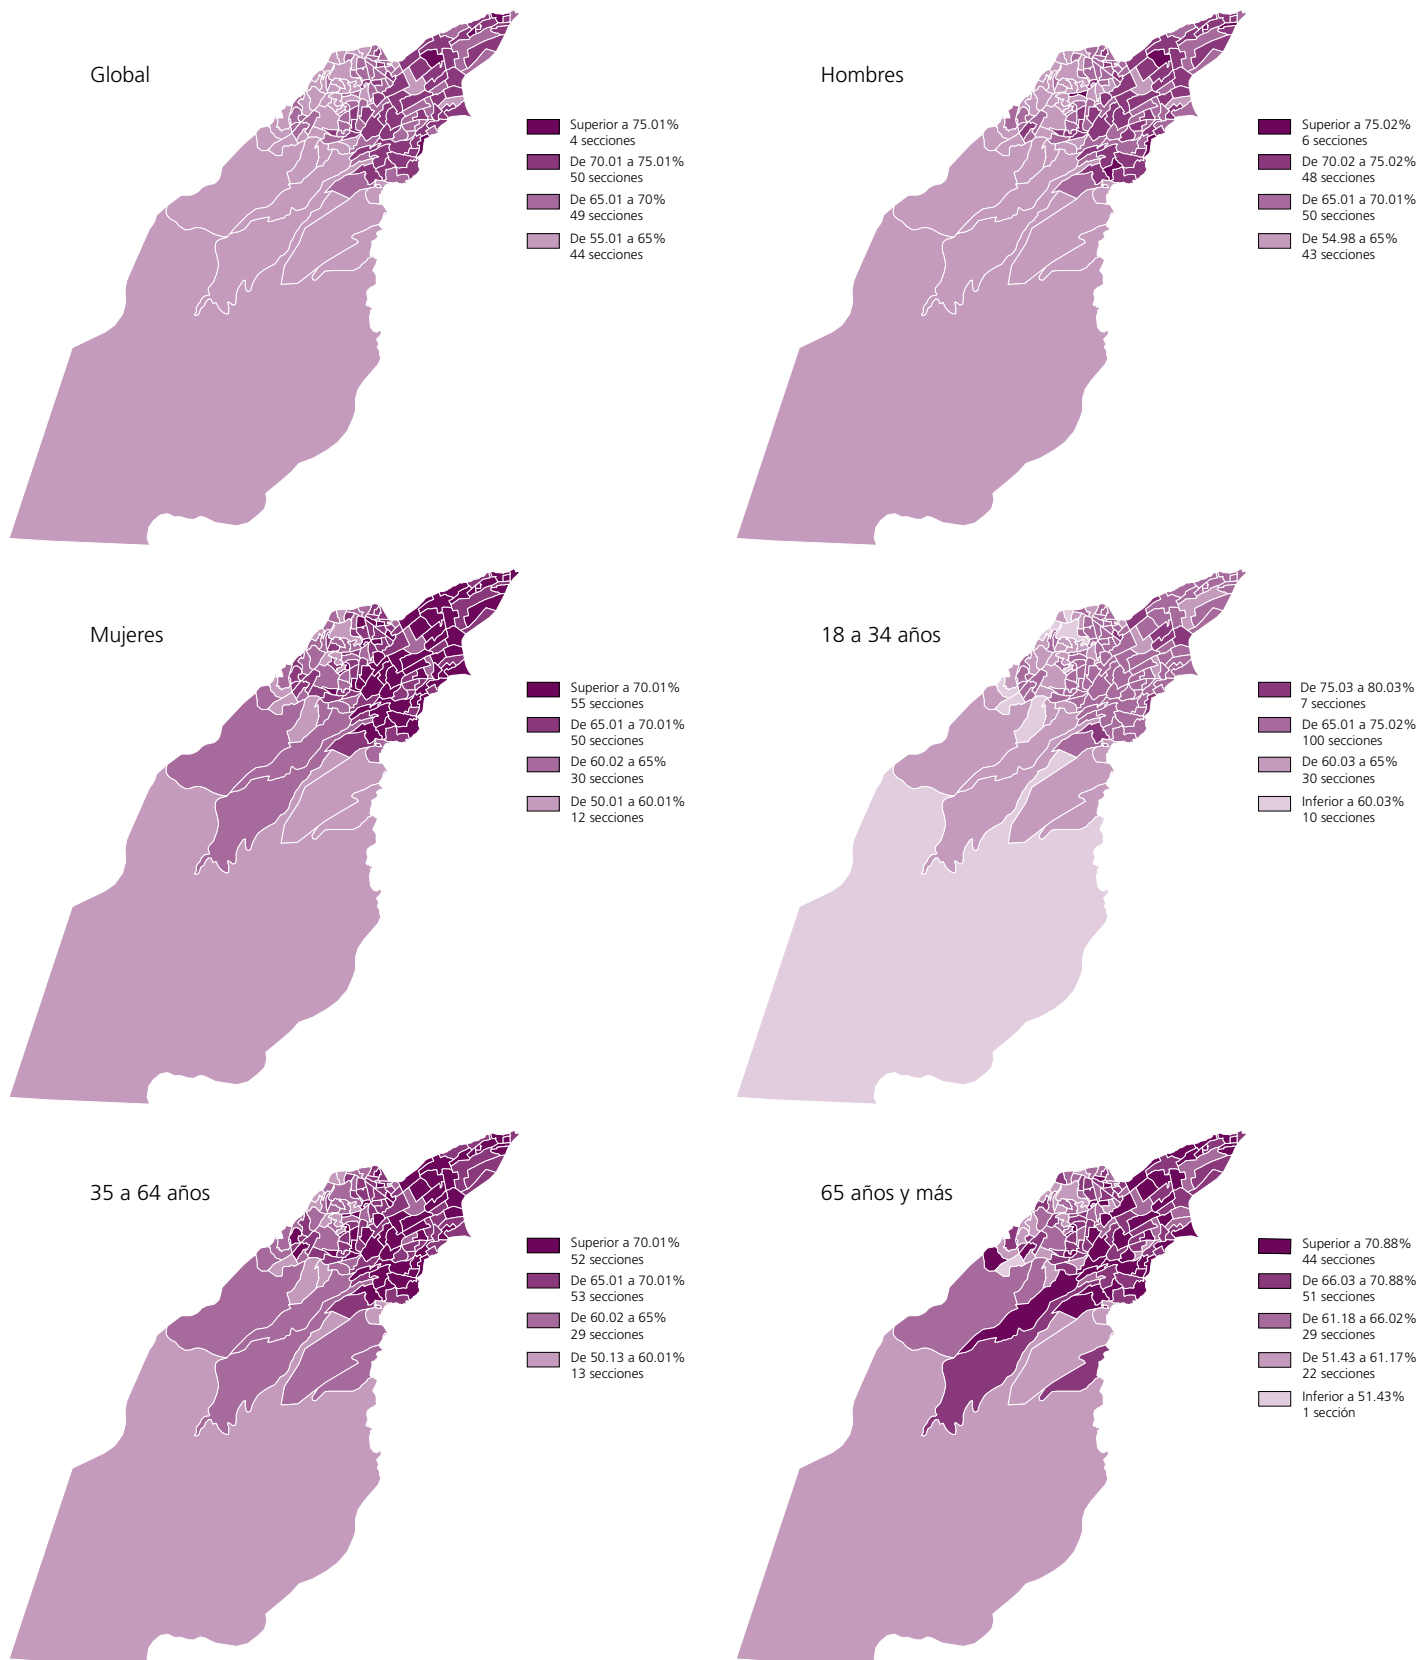 Global
Superior a 75.01%
4 secciones
De 70.01 a 75.01%
50 secciones
De 65.01 a 70%
49 secciones
De 55.01 a 65%
44 secciones
Hombres
Superior a 75.02%
6 secciones
De 70.02 a 75.02%
48 secciones
De 65.01 a 70.01%
50 secciones
De 54.98 a 65%
43 secciones
Mujeres
Superior a 70.01%
55 secciones
De 65.01 a 70.01%
50 secciones
De 60.02 a 65%
30 secciones
De 50.01 a 60.01%
12 secciones
18 a 34 años
De 75.03 a 80.03%
7 secciones
De 65.01 a 75.02%
100 secciones
De 60.03 a 65%
30 secciones
Inferior a 60.03%
10 secciones
35 a 64 años
Superior a 70.01%
52 secciones
De 65.01 a 70.01%
53 secciones
De 60.02 a 65%
29 secciones
De 50.13 a 60.01%
13 secciones
65 años y más
Superior a 70.88%
44 secciones
De 66.03 a 70.88%
51 secciones
De 61.18 a 66.02%
29 secciones
De 51.43 a 61.17%
22 secciones
Inferior a 51.43%
1 sección